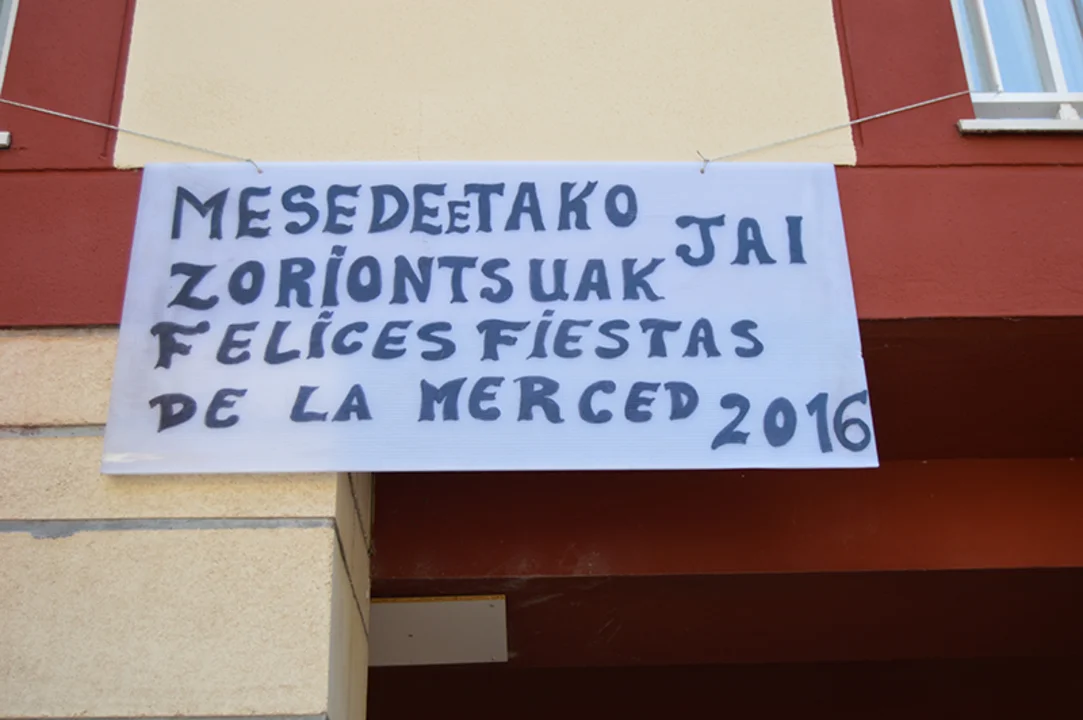 MESEDEETAKO JAI
ZORIONTSUAK
FELICES FIESTAS
DE LA MERCED 2016